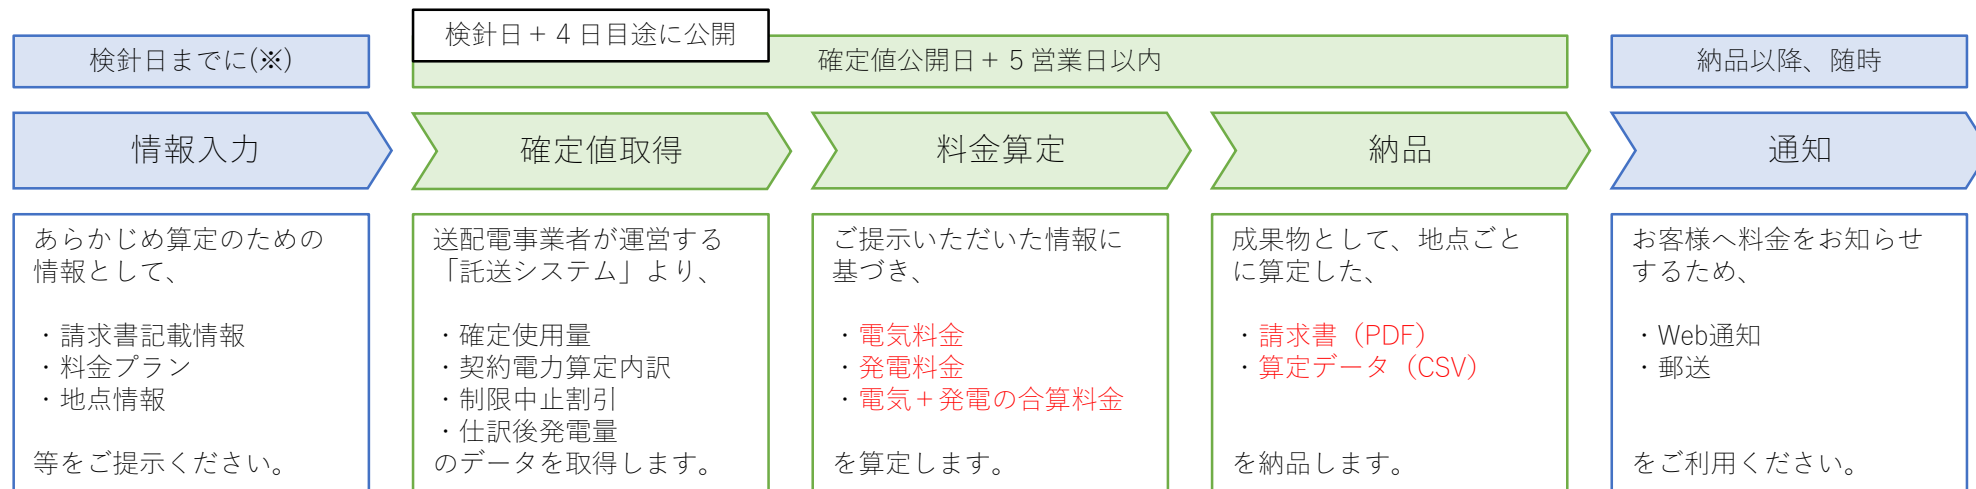 検針日までに(※)
検針日+4日目途に公開
確定値公開日+5営業日以内
納品以降、随時
情報入力
確定値取得
料金算定
納品
通知
あらかじめ算定のための
情報として、
・請求書記載情報
・料金プラン
・地点情報
等をご提示ください。
送配電事業者が運営する
「託送システム」より、
・確定使用量
・契約電力算定内訳
・制限中止割引
・仕訳後発電量
のデータを取得します。
ご提示いただいた情報に
基づき、
・電気料金
・発電料金
・電気+発電の合算料金
を算定します。
成果物として、地点ごと
に算定した、
・請求書（PDF）
・算定データ（CSV）
を納品します。
お客様へ料金をお知らせ
するため、
・Web通知
・郵送
をご利用ください。